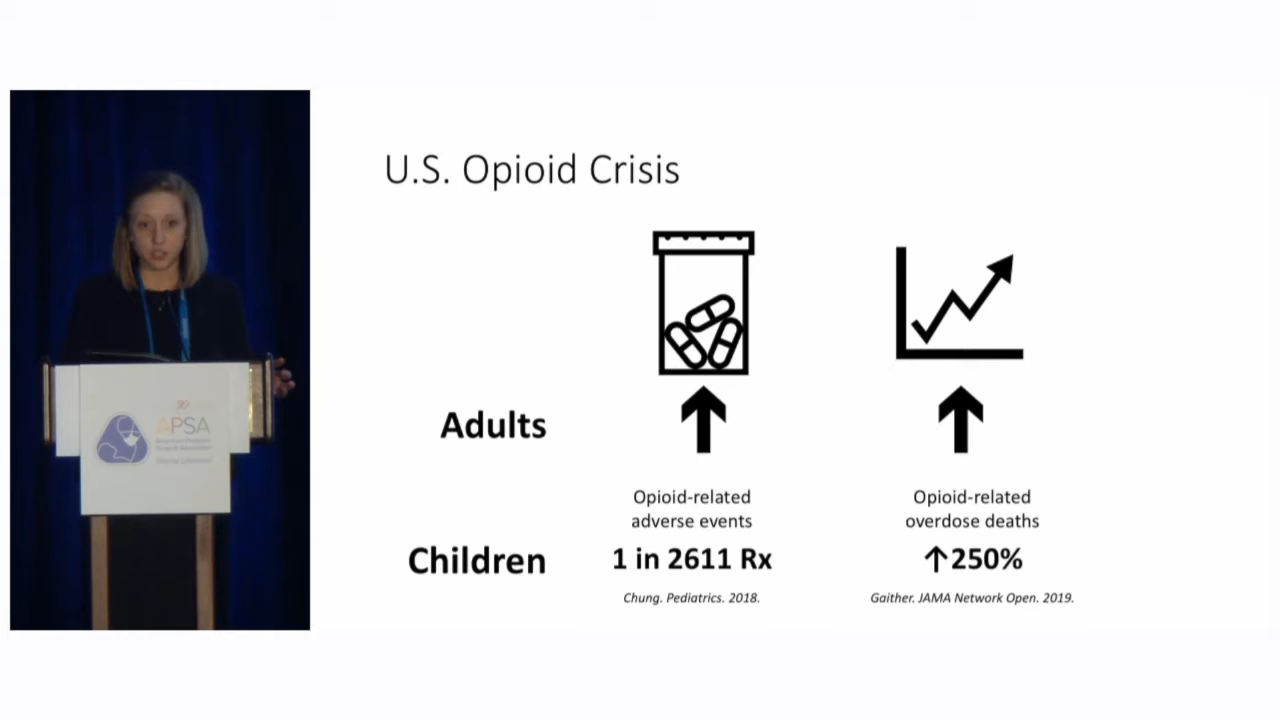 U.S. Opioid Crisis
Adults
Opioid-related
adverse events
Opioid-related
overdose deaths
Children
1 in 2611 Rx
↑250%
Chung. Pediatrics. 2018.
Gaither. JAMA Network Open. 2019.
APSA